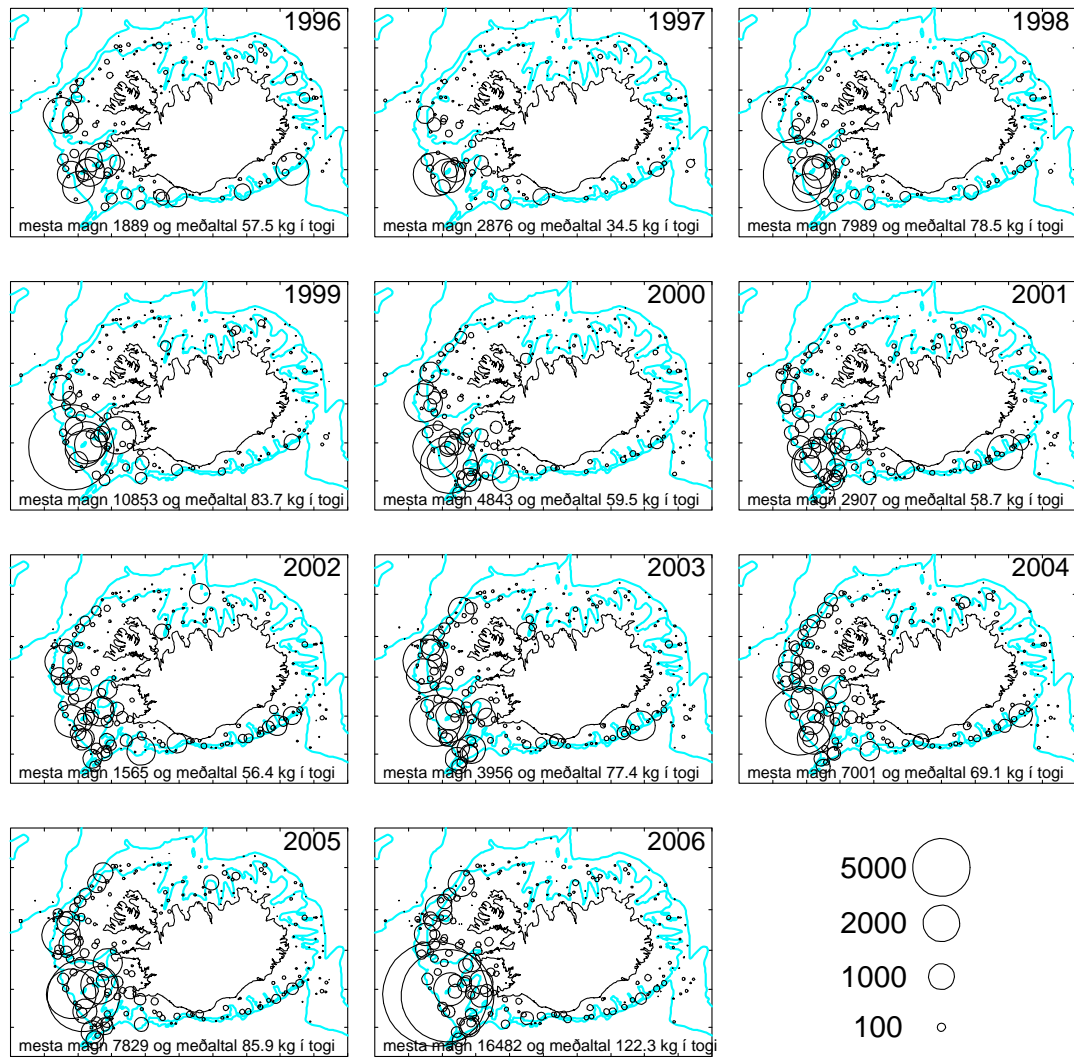 1996
mesta magn 1889 og meðaltal 57.5 kg í togi
1997
mesta magn 2876 og meðaltal 34.5 kg í togi
1998
mesta magn 7989 og meðaltal 78.5 kg í togi
1999
mesta magn 10853 og meðaltal 83.7 kg í togi
2000
mesta magn 4843 og meðaltal 59.5 kg í togi
2001
mesta magn 2907 og meðaltal 58.7 kg í togi
2002
mesta magn 1565 og meðaltal 56.4 kg í togi
2003
mesta magn 3956 og meðaltal 77.4 kg í togi
2004
mesta magn 7001 og meðaltal 69.1 kg í togi
2005
mesta magn 7829 og meðaltal 85.9 kg í togi
2006
mesta magn 16482 og meðaltal 122.3 kg í togi
5000
2000
1000
100